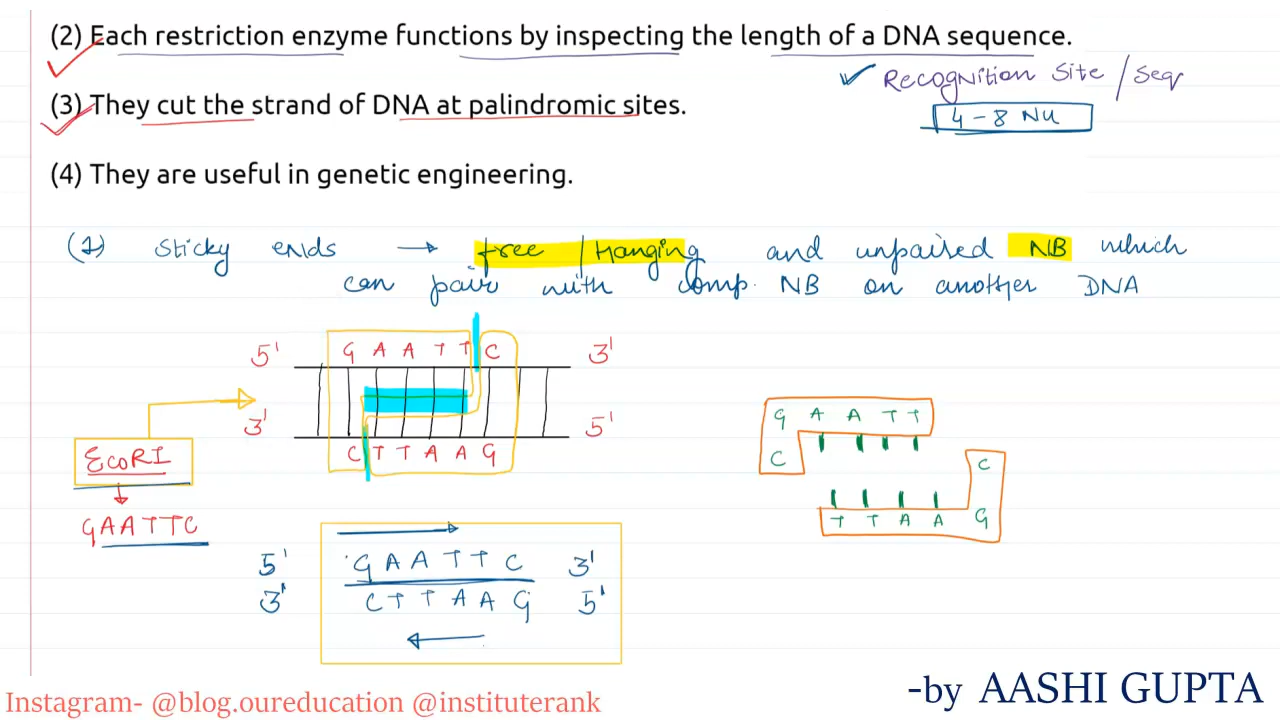 (2) Each restriction enzyme functions by inspecting the length of a DNA sequence.
Recognition Site / Seq
(3) They cut the strand of DNA at palindromic sites.
4 - 8 Nu
(4) They are useful in genetic engineering.
(1) Sticky ends → free / Hanging and unpaired NB which
can pair with comp. NB on another DNA
5' G A A T T C 3'
3' C T T A A G 5'
EcoRI
GAATTC
G A A T T
C
C
T T A A G
5' G A A T T C 3'
3' C T T A A G 5'
Instagram- @blog.oureducation @instituterank
-by AASHI GUPTA